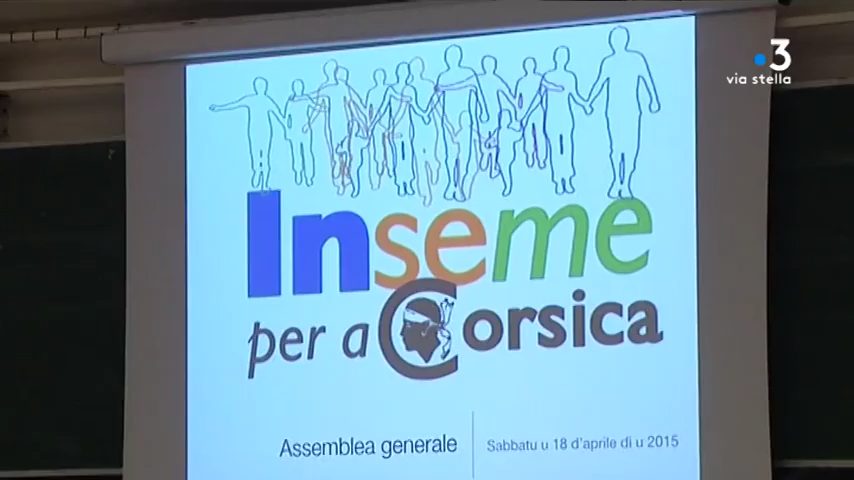 3
via stella
Inseme
per a Corsica
Assemblea generale
Sabbatu u 18 d'aprile di u 2015